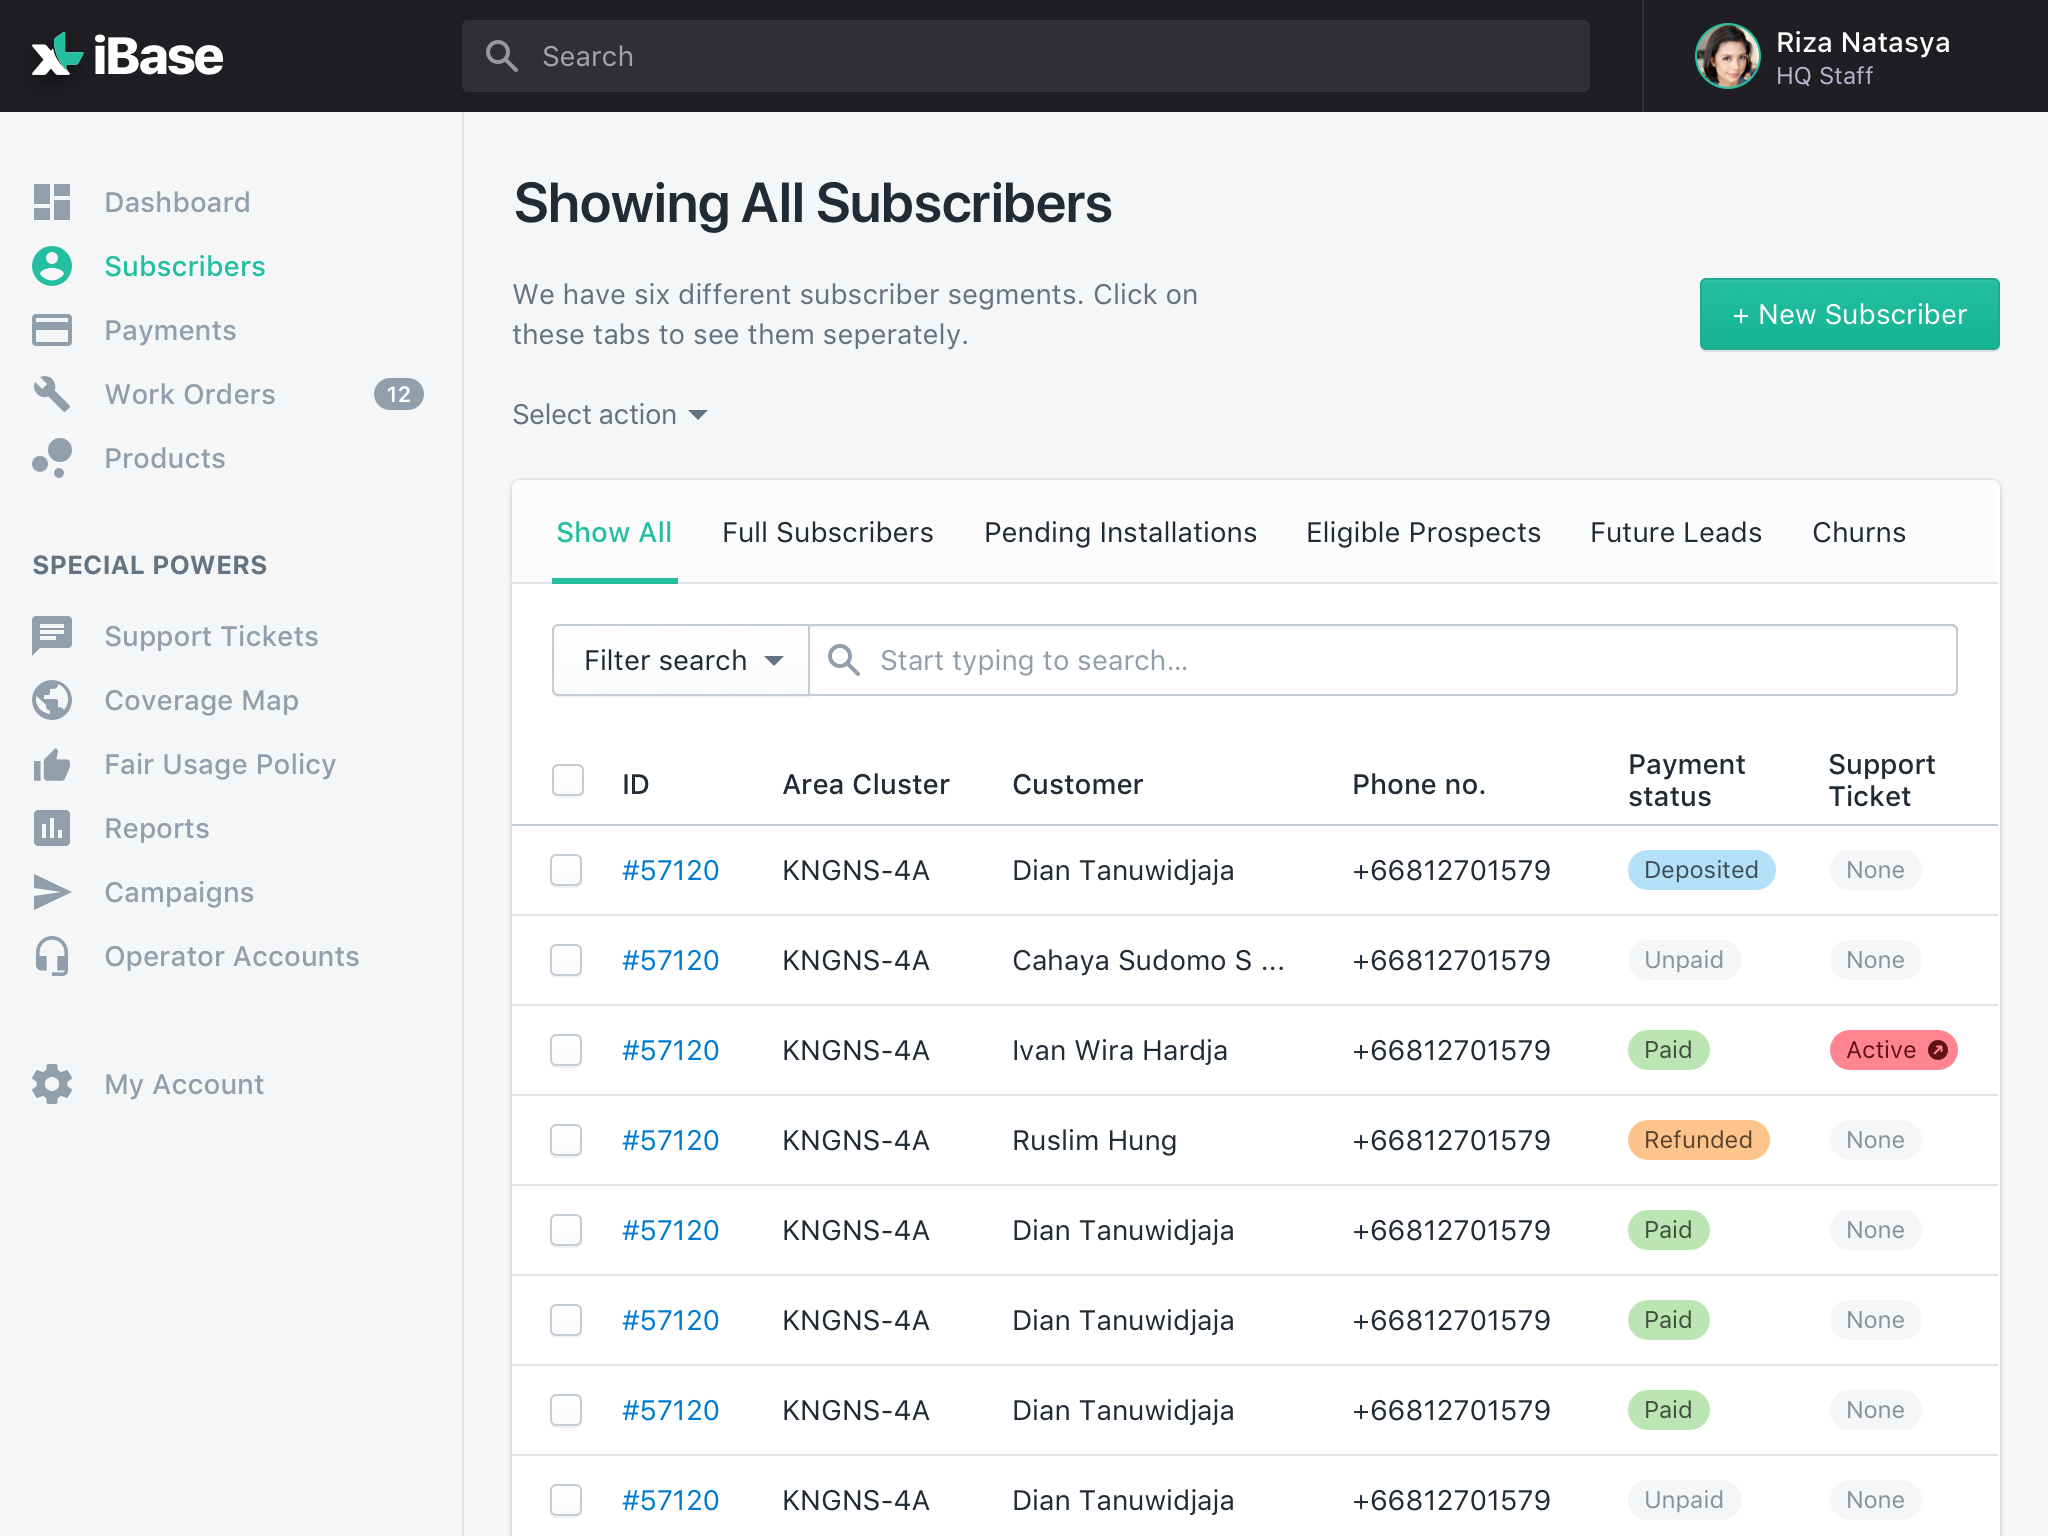 xL iBase
Search
Riza Natasya
HQ Staff
Dashboard
Subscribers
Payments
Work Orders 12
Products
SPECIAL POWERS
Support Tickets
Coverage Map
Fair Usage Policy
Reports
Campaigns
Operator Accounts
My Account
Showing All Subscribers
We have six different subscriber segments. Click on
these tabs to see them seperately.
+ New Subscriber
Select action
Show All Full Subscribers Pending Installations Eligible Prospects Future Leads Churns
Filter search Start typing to search...
ID Area Cluster Customer Phone no. Payment status Support Ticket
#57120 KNGNS-4A Dian Tanuwidjaja +66812701579 Deposited None
#57120 KNGNS-4A Cahaya Sudomo S ... +66812701579 Unpaid None
#57120 KNGNS-4A Ivan Wira Hardja +66812701579 Paid Active
#57120 KNGNS-4A Ruslim Hung +66812701579 Refunded None
#57120 KNGNS-4A Dian Tanuwidjaja +66812701579 Paid None
#57120 KNGNS-4A Dian Tanuwidjaja +66812701579 Paid None
#57120 KNGNS-4A Dian Tanuwidjaja +66812701579 Paid None
#57120 KNGNS-4A Dian Tanuwidjaja +66812701579 Unpaid None